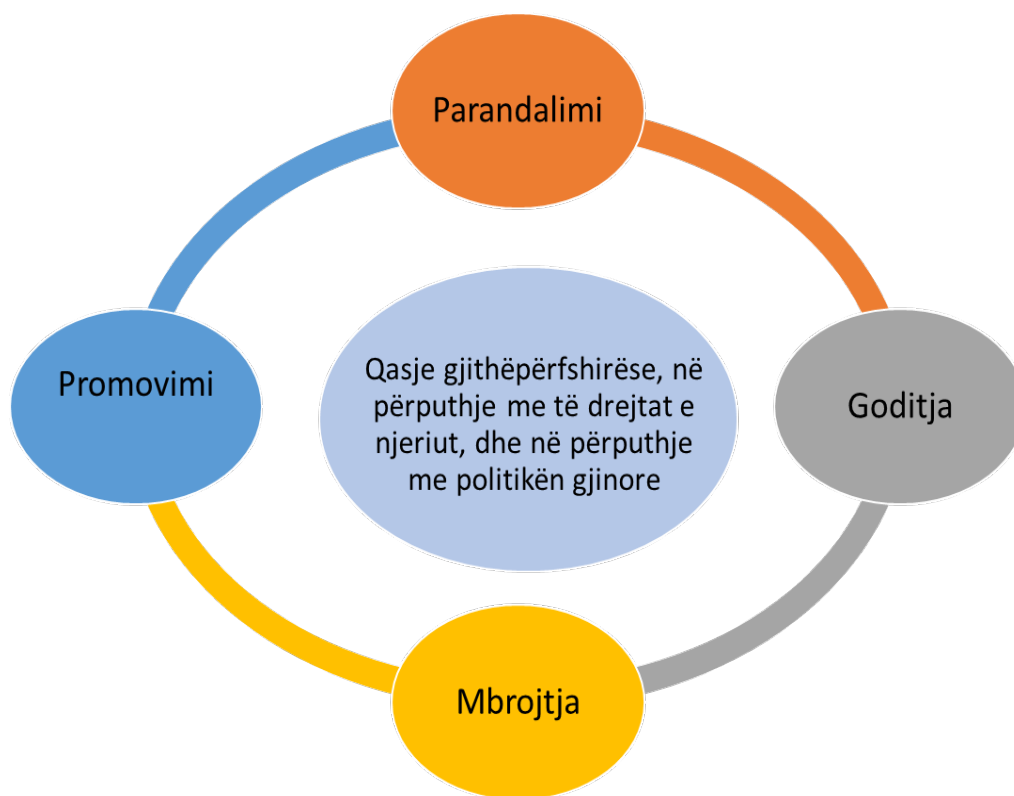 Parandalimi
Promovimi
Qasje gjithëpërfshirëse, në
përputhje me të drejtat e
njeriut, dhe në përputhje
me politikën gjinore
Goditja
Mbrojtja